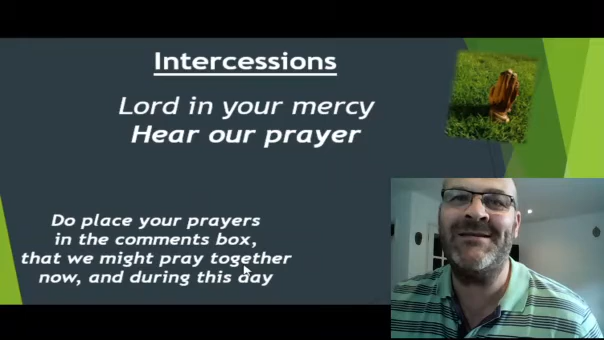 Intercessions
Lord in your mercy
Hear our prayer
Do place your prayers
in the comments box,
that we might pray together
now, and during this day